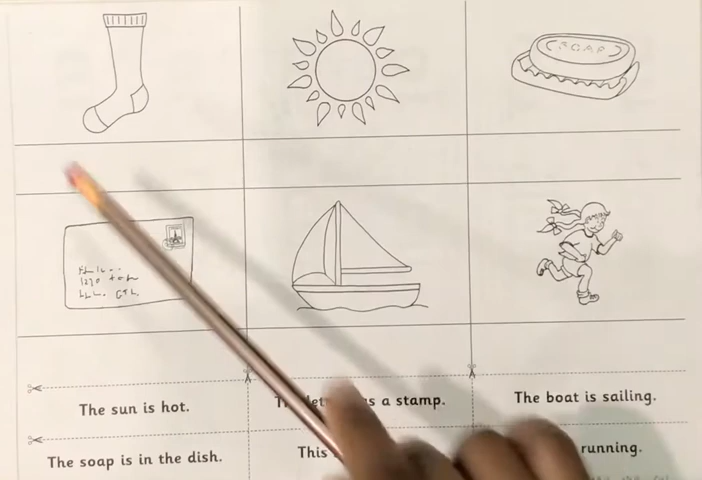 SOAP
The sun is hot.
a stamp.
The boat is sailing.
The soap is in the dish.
This
running.